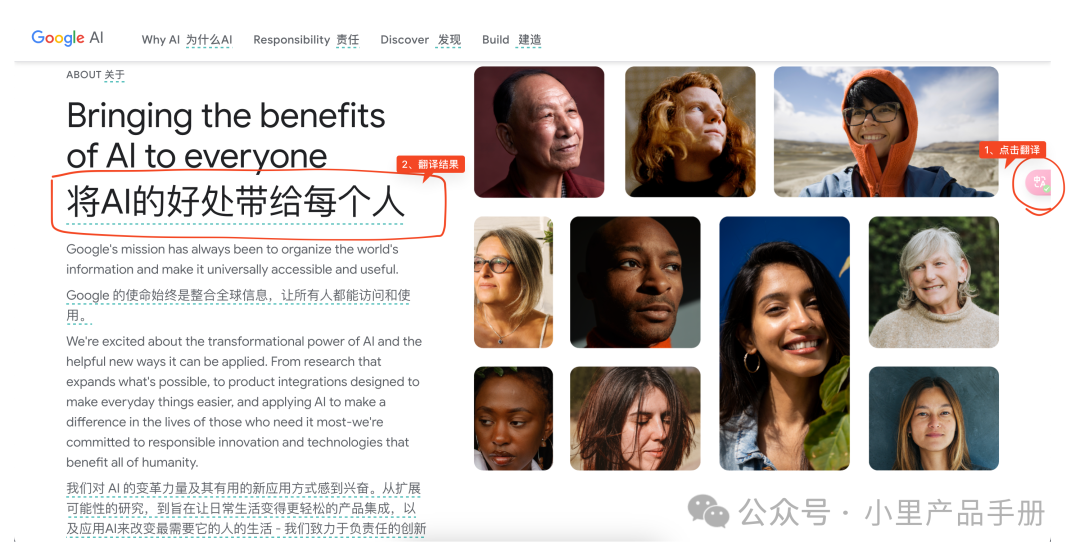 Google AI
Why AI 为什么AI Responsibility 责任 Discover 发现 Build 建造
ABOUT 关于
Bringing the benefits
of AI to everyone
将AI的好处带给每个人
2、翻译结果
1、点击翻译
Google's mission has always been to organize the world's
information and make it universally accessible and useful.
Google 的使命始终是整合全球信息，让所有人都能访问和使
用。
We're excited about the transformational power of AI and the
helpful new ways it can be applied. From research that
expands what's possible, to product integrations designed to
make everyday things easier, and applying AI to make a
difference in the lives of those who need it most-we're
committed to responsible innovation and technologies that
benefit all of humanity.
我们对 AI 的变革力量及其有用的新应用方式感到兴奋。从扩展
可能性的研究，到旨在让日常生活变得更轻松的产品集成，以
及应用AI来改变最需要它的人的生活 - 我们致力于负责任的创新
公众号 · 小里产品手册